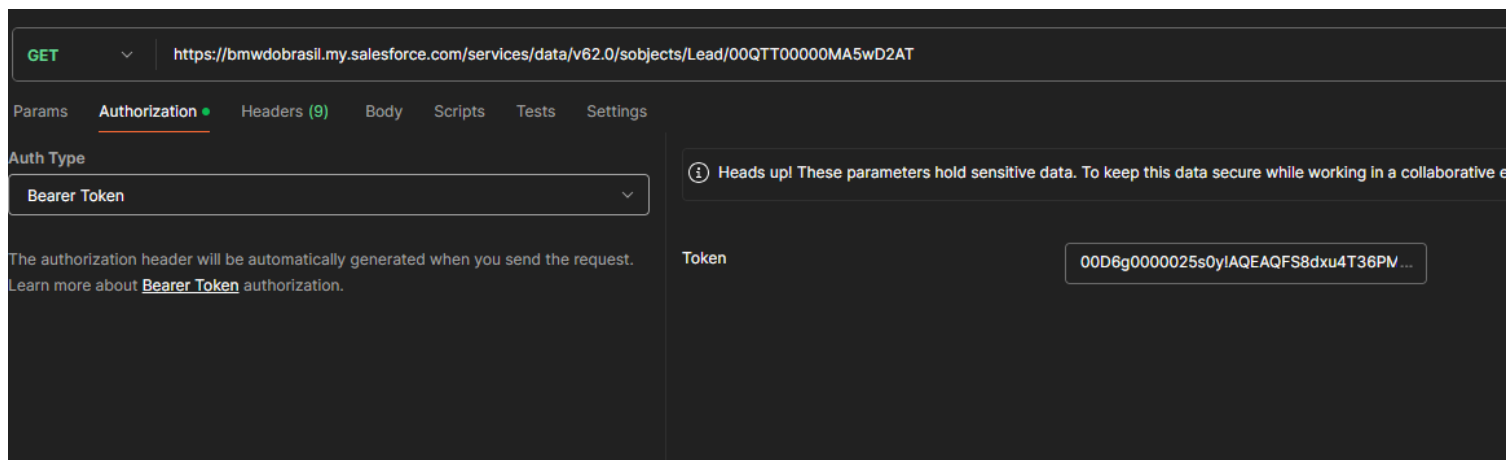 GET https://bmwdobrasil.my.salesforce.com/services/data/v62.0/sobjects/Lead/00QTT00000MA5wD2AT
Params Authorization Headers (9) Body Scripts Tests Settings
Auth Type
Bearer Token
The authorization header will be automatically generated when you send the request.
Learn more about Bearer Token authorization.
Heads up! These parameters hold sensitive data. To keep this data secure while working in a collaborative e
Token 00D6g0000025s0y!AQEAQFS8dxu4T36PM...